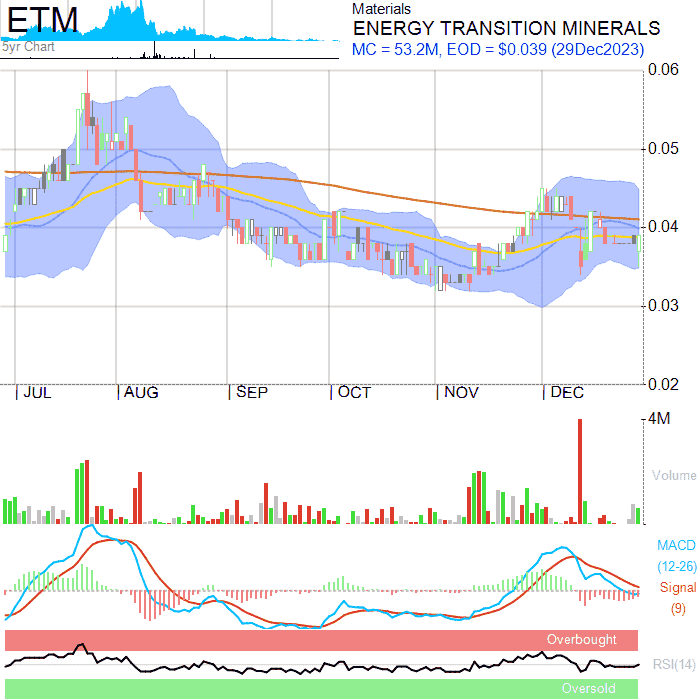 ETM
5yr Chart
Materials
ENERGY TRANSITION MINERALS
MC = 53.2M, EOD = $0.039 (29Dec2023)
0.06
0.05
0.04
0.03
0.02
JUL AUG SEP OCT NOV DEC
4M
Volume
MACD
(12-26)
Signal
(9)
Overbought
RSI(14)
Oversold